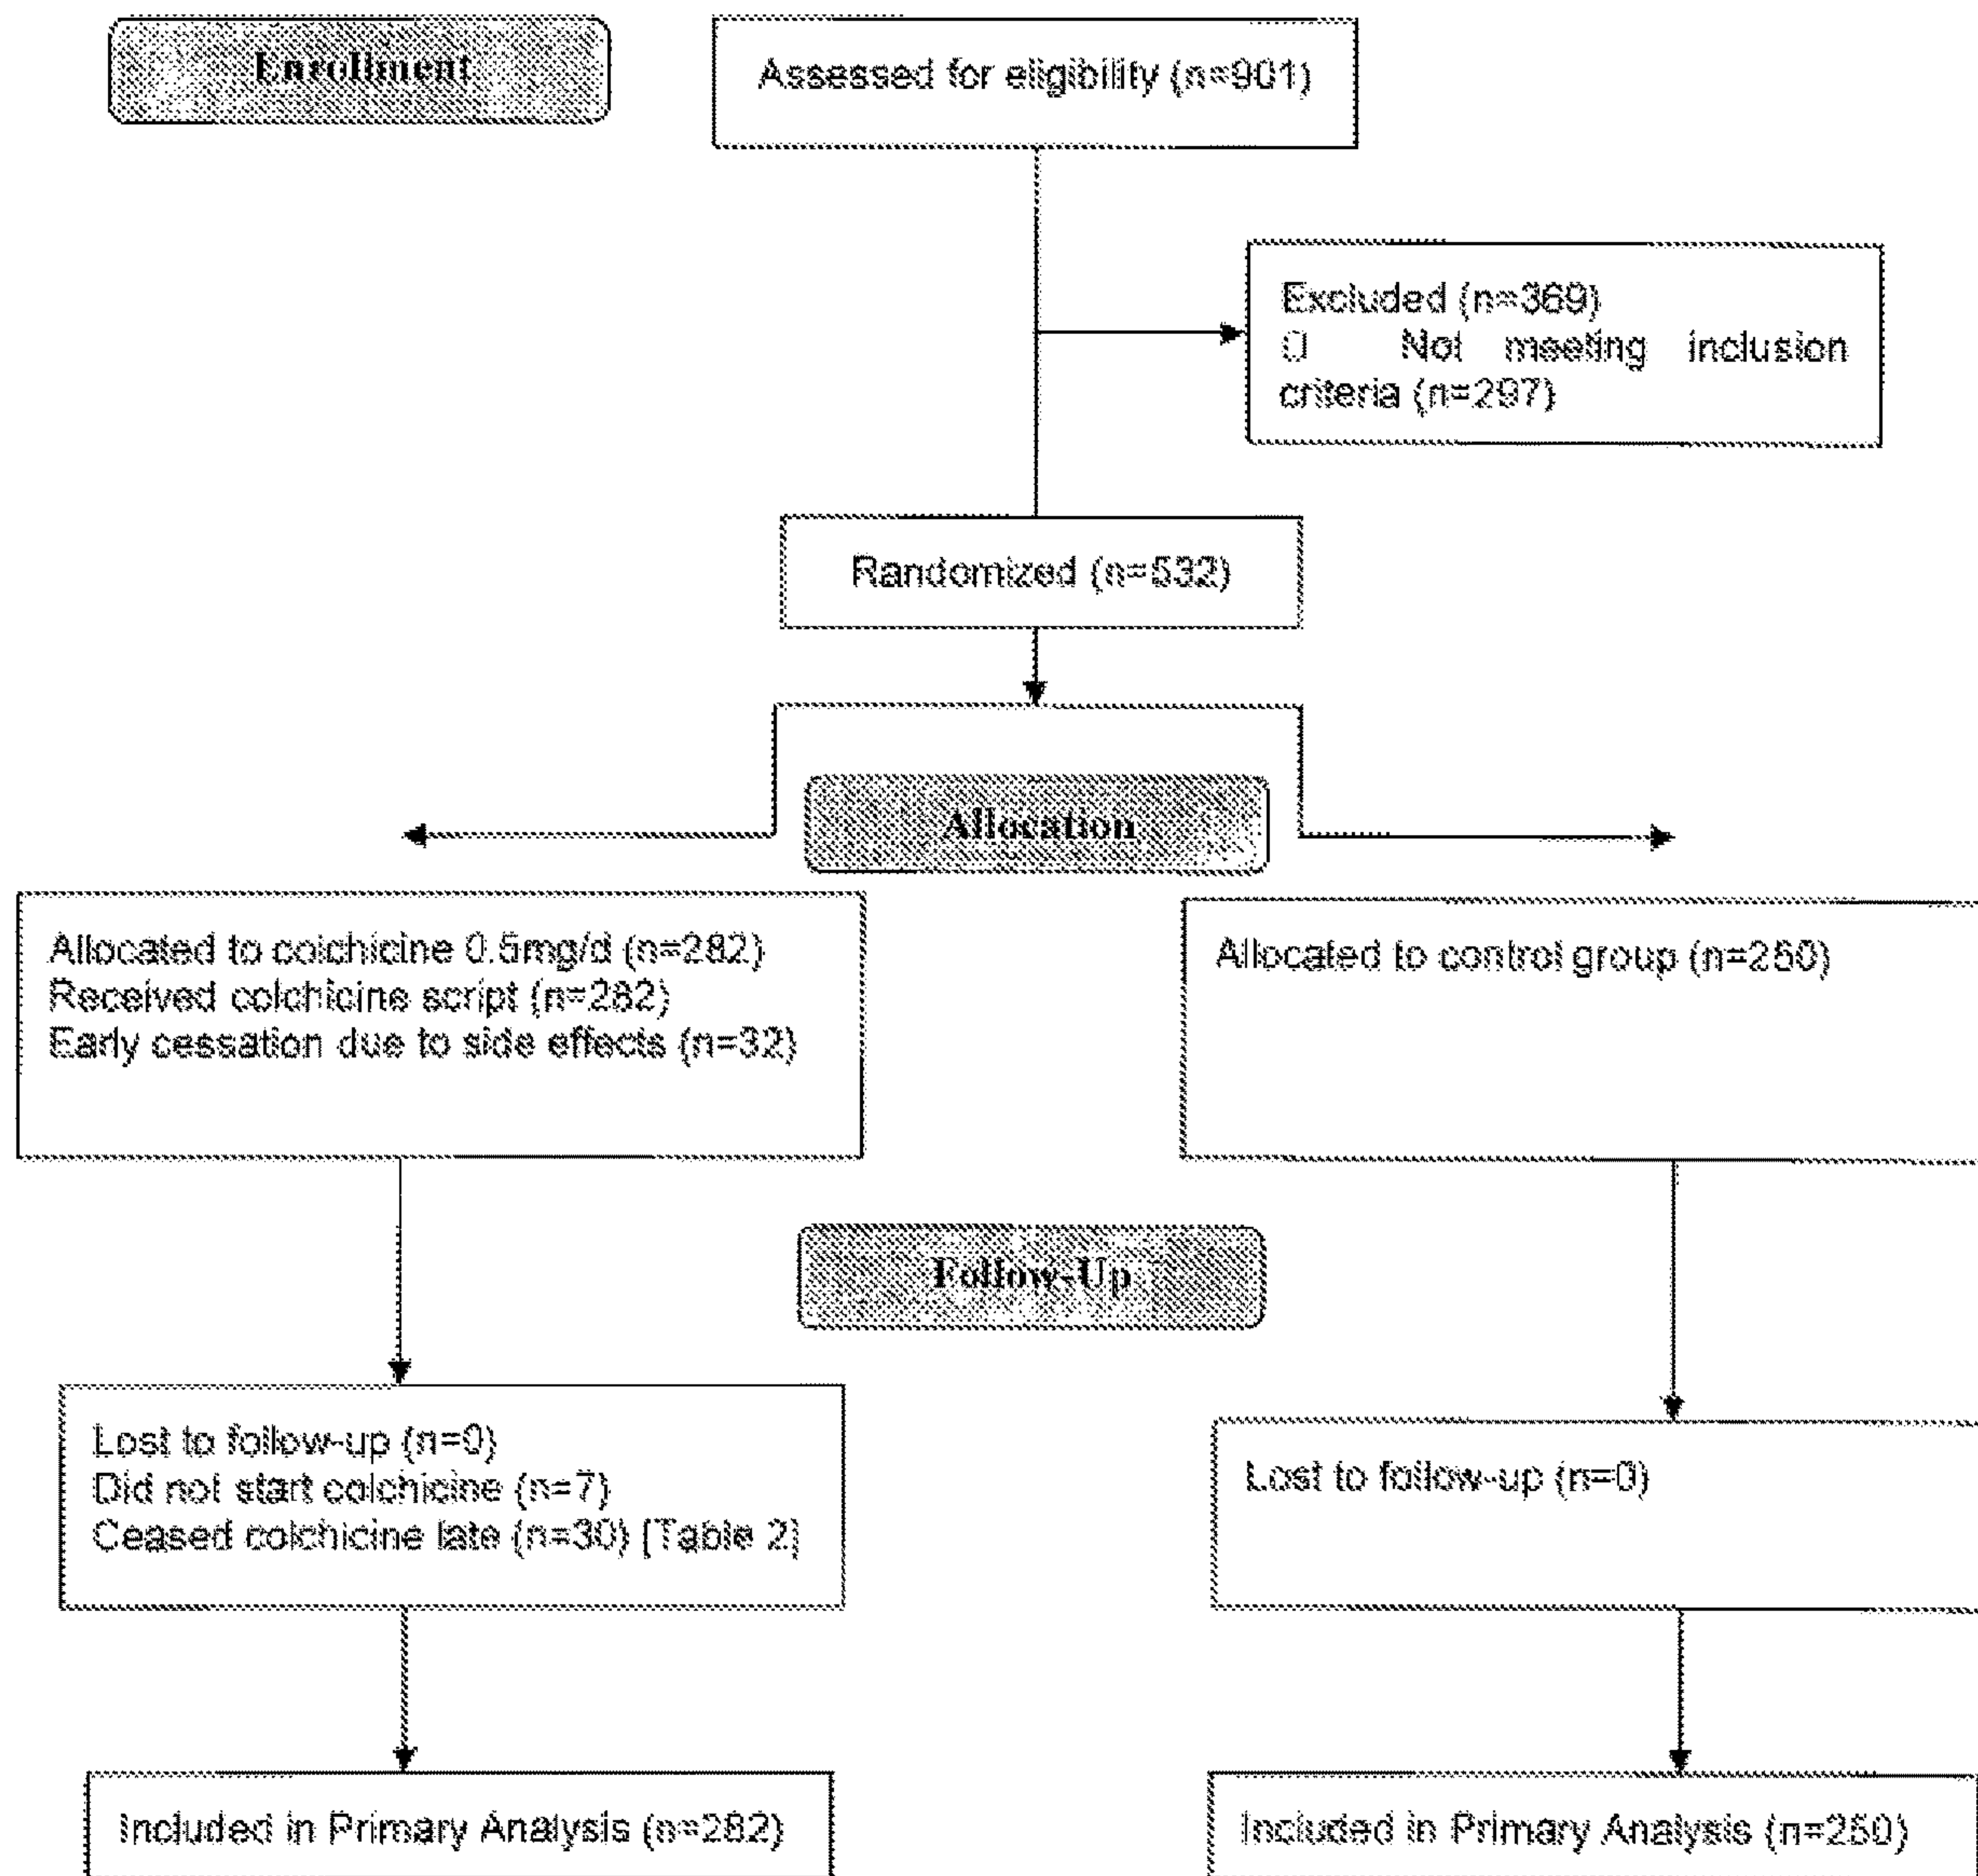 Enrollment
Assessed for eligibility (n=901)
Excluded (n=369)
0 Not meeting inclusion
criteria (n=297)
Randomized (n=532)
Allocation
Allocated to colchicine 0.5mg/d (n=282)
Received colchicine script (n=282)
Early cessation due to side effects (n=32)
Allocated to control group (n=250)
Follow-Up
Lost to follow-up (n=0)
Did not start colchicine (n=7)
Ceased colchicine late (n=30) [Table 2]
Lost to follow-up (n=0)
Included in Primary Analysis (n=282)
Included in Primary Analysis (n=250)